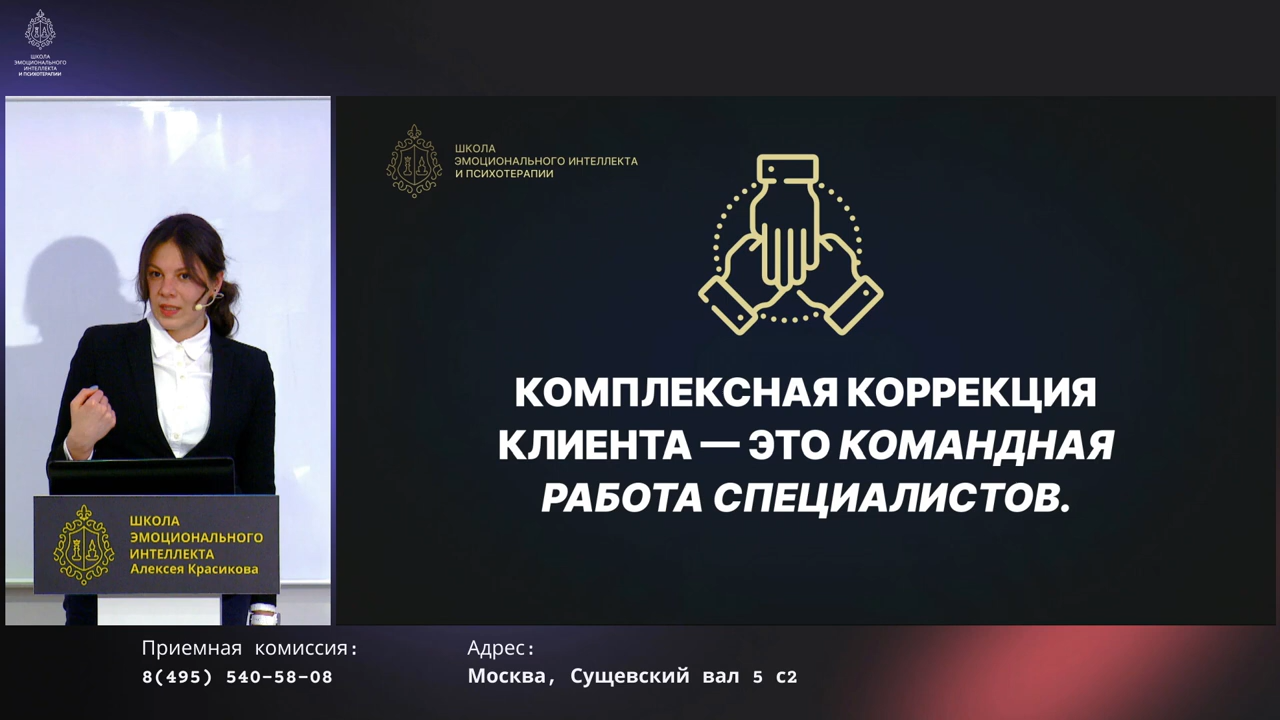 ШКОЛА
ЭМОЦИОНАЛЬНОГО
ИНТЕЛЛЕКТА
И ПСИХОТЕРАПИИ
ШКОЛА
ЭМОЦИОНАЛЬНОГО ИНТЕЛЛЕКТА
И ПСИХОТЕРАПИИ
КОМПЛЕКСНАЯ КОРРЕКЦИЯ
КЛИЕНТА — ЭТО КОМАНДНАЯ
РАБОТА СПЕЦИАЛИСТОВ.
ШКОЛА
ЭМОЦИОНАЛЬНОГО
ИНТЕЛЛЕКТА
Алексея Красикова
Приемная комиссия:
8(495) 540-58-08
Адрес:
Москва, Сущевский вал 5 с2